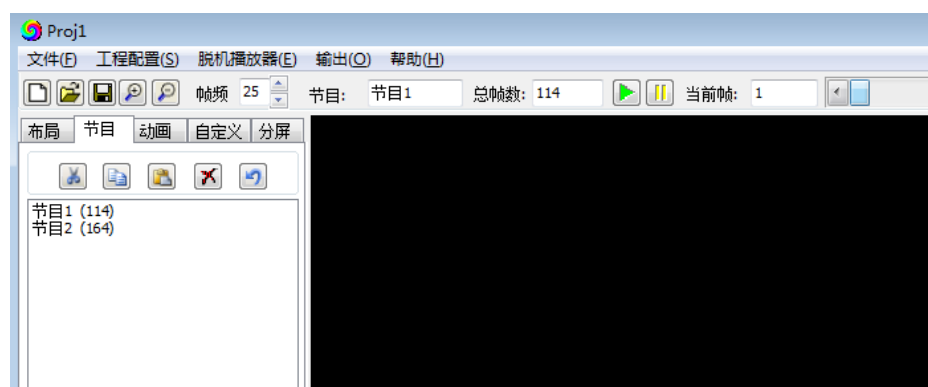 Proj1
文件(F) 工程配置(S) 脱机播放器(E) 输出(O) 帮助(H)
帧频 25 节目: 节目1 总帧数: 114 当前帧: 1
布局 节目 动画 自定义 分屏
节目1 (114)
节目2 (164)